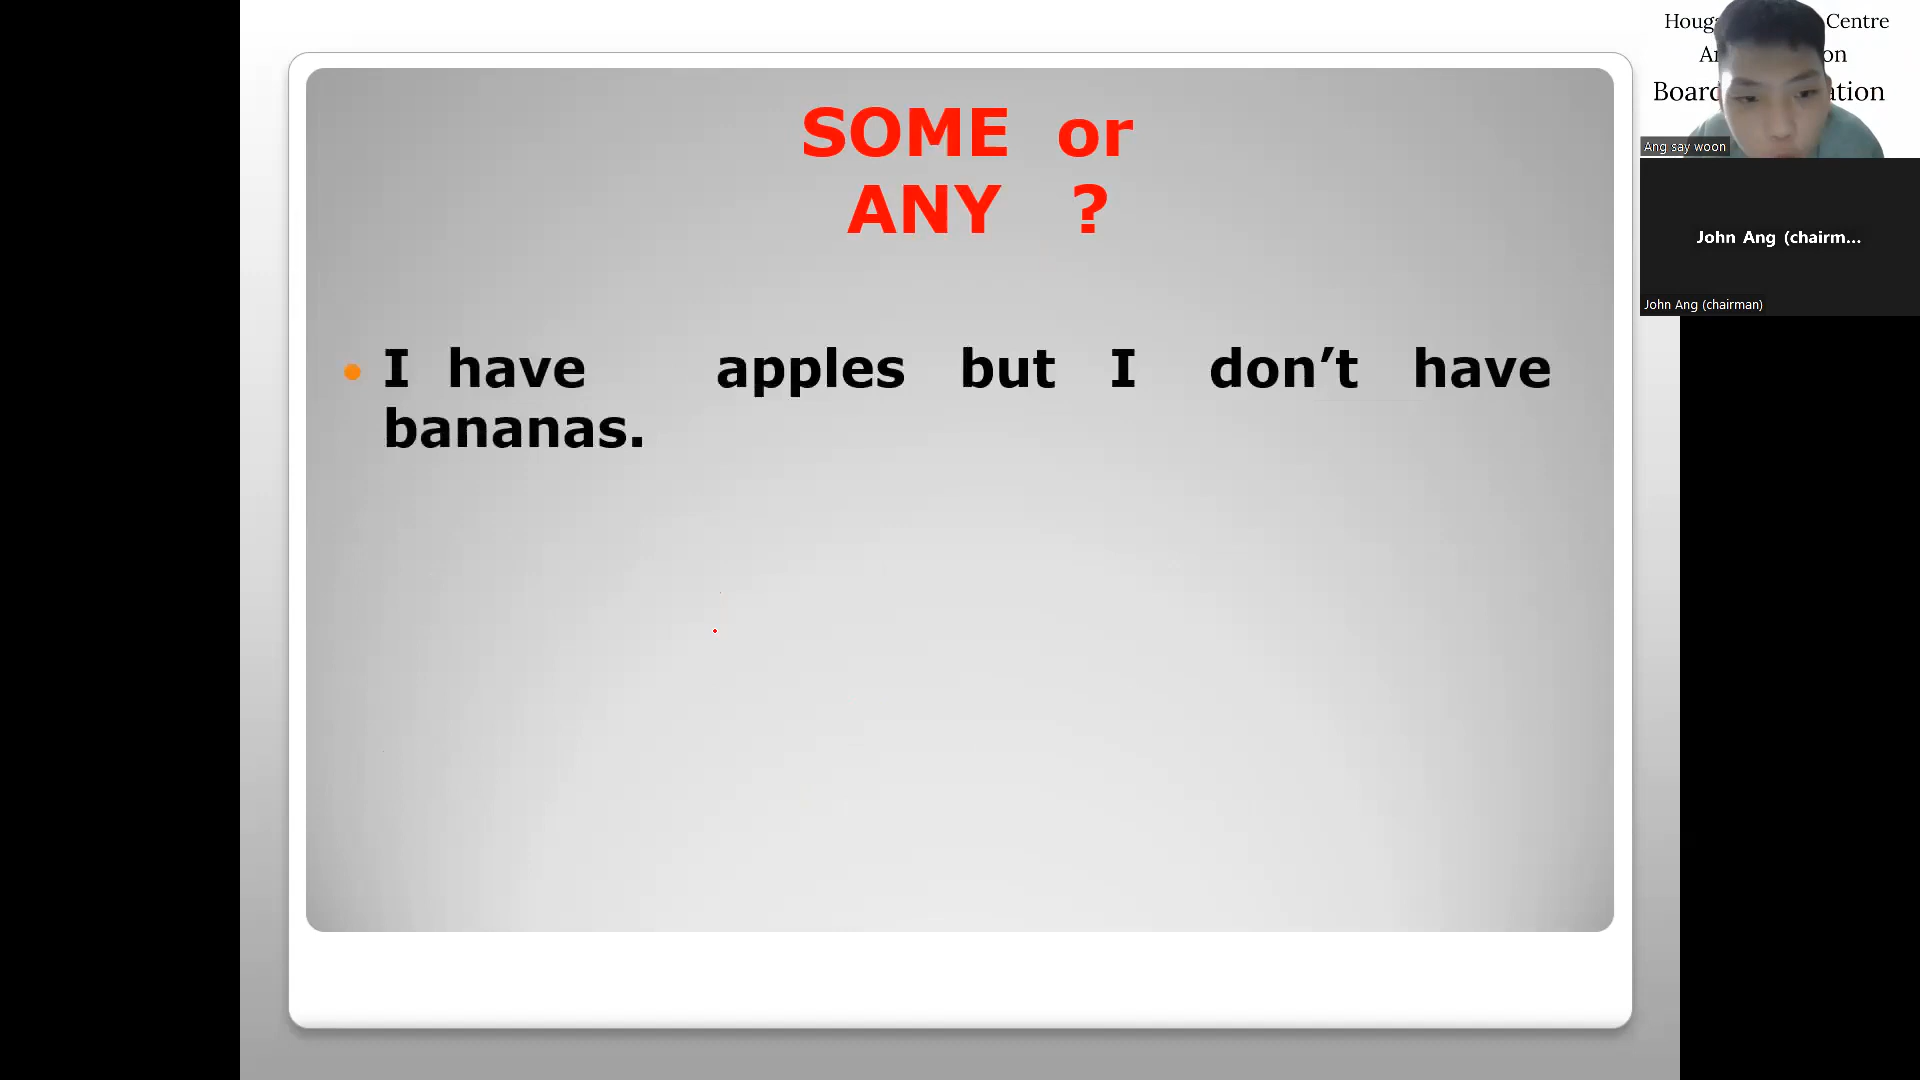 SOME or
ANY ?
I have apples but I don’t have
bananas.
Centre
on
Board
ation
Ang say woon
John Ang (chairm...
John Ang (chairman)